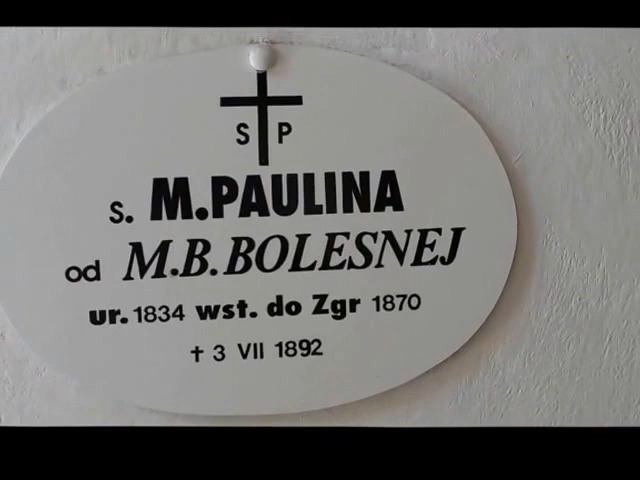 S P
s. M.PAULINA
od M.B.BOLESNEJ
ur. 1834 wst. do Zgr 1870
† 3 VII 1892